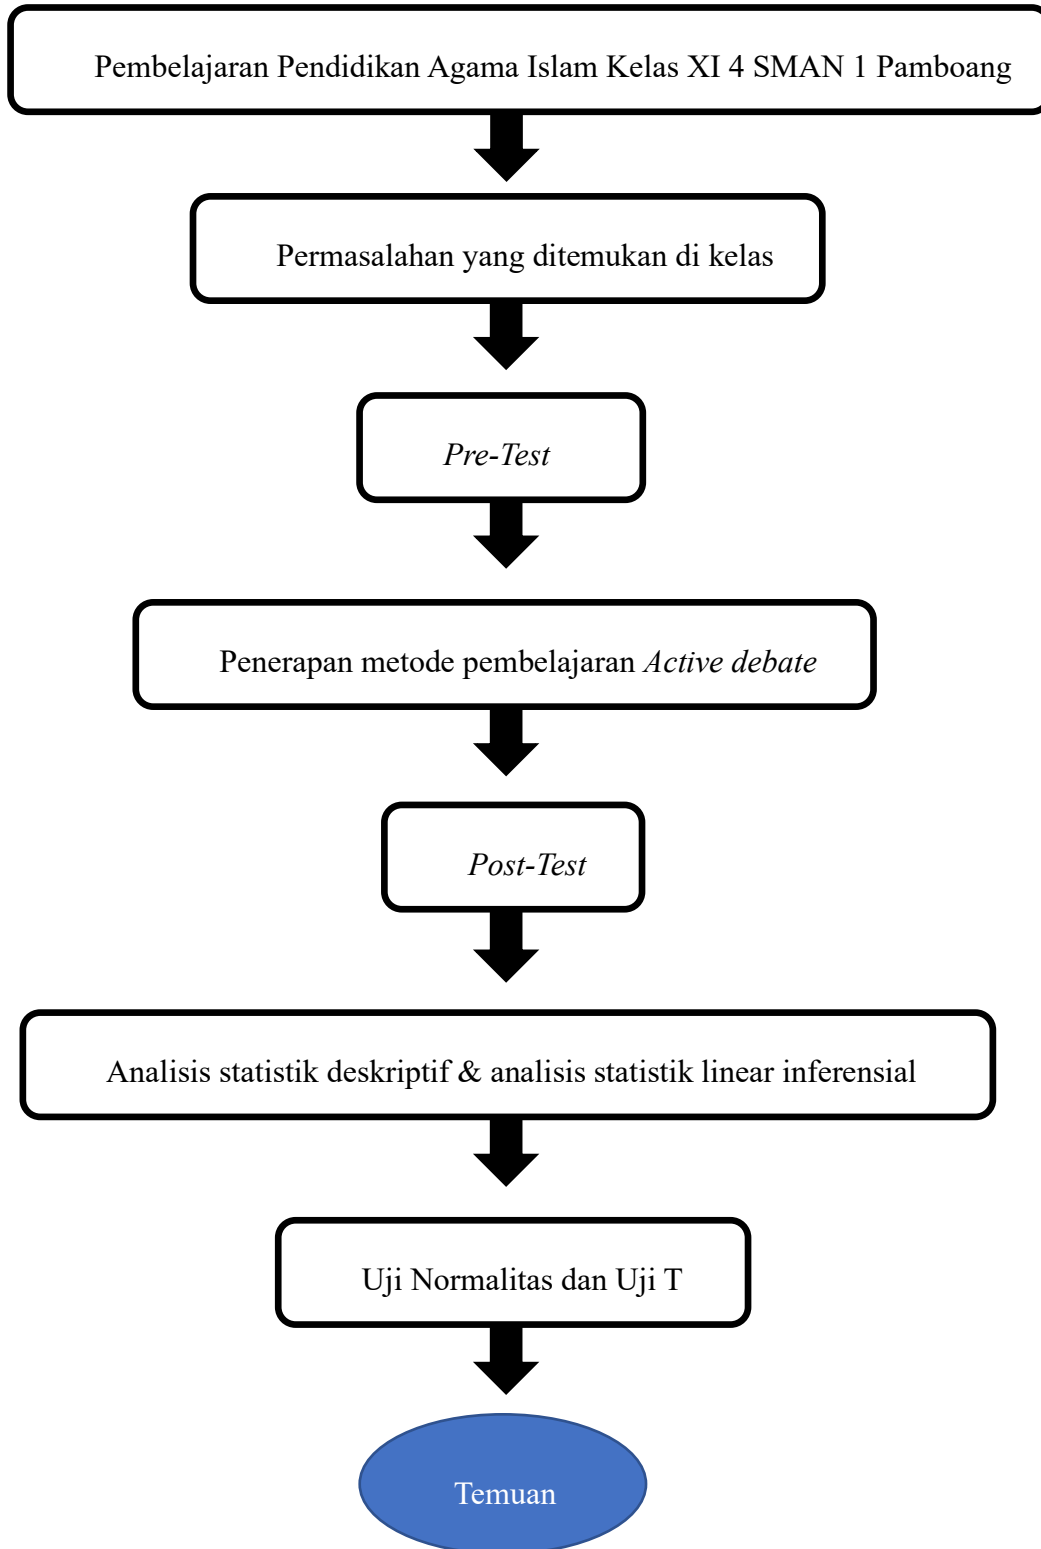 Pembelajaran Pendidikan Agama Islam Kelas XI 4 SMAN 1 Pamboang
Permasalahan yang ditemukan di kelas
Pre-Test
Penerapan metode pembelajaran Active debate
Post-Test
Analisis statistik deskriptif & analisis statistik linear inferensial
Uji Normalitas dan Uji T
Temuan